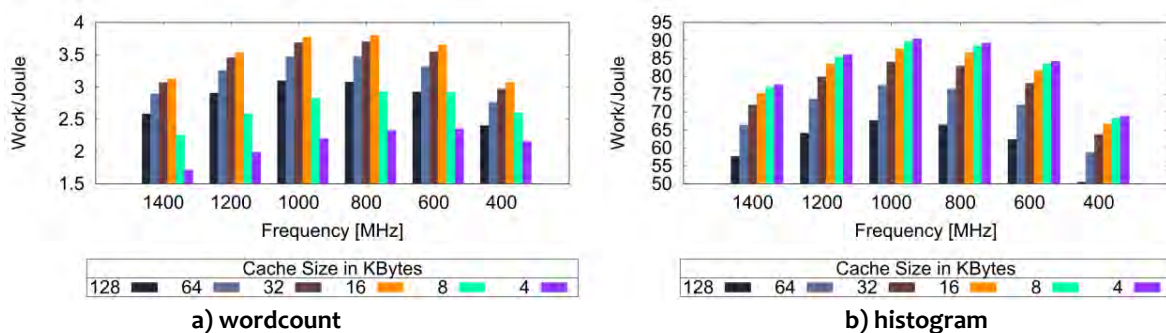 4
3.5
3
2.5
2
1.5
Work/Joule
1400 1200 1000 800 600 400
Frequency [MHz]
Cache Size in KBytes
128 64 32 16 8 4
a) wordcount
95
90
85
80
75
70
65
60
55
50
Work/Joule
1400 1200 1000 800 600 400
Frequency [MHz]
Cache Size in KBytes
128 64 32 16 8 4
b) histogram